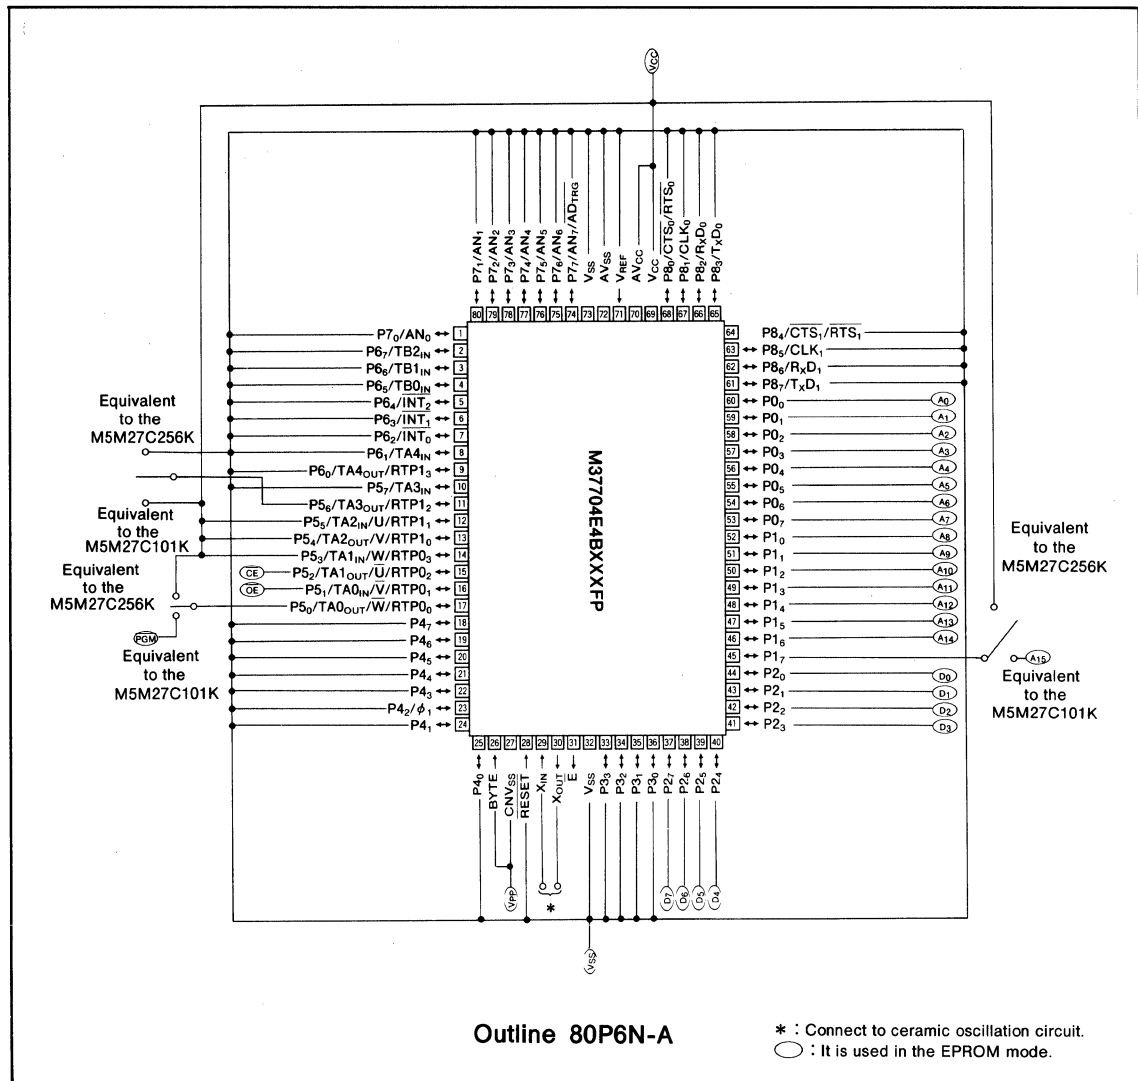 VCC
P7₁/AN₁
P7₂/AN₂
P7₃/AN₃
P7₄/AN₄
P7₅/AN₅
P7₆/AN₆
P7₇/AN₇/AD̅T̅R̅G̅
VSS
AVSS
VREF
AVCC
VCC
P8₀/C̅T̅S̅₀/R̅T̅S̅₀
P8₁/CLK₀
P8₂/RXD₀
P8₃/TXD₀
80 79 78 77 76 75 74 73 72 71 70 69 68 67 66 65
P7₀/AN₀ 1
P6₇/TB2IN 2
P6₆/TB1IN 3
P6₅/TB0IN 4
P6₄/I̅N̅T̅₂ 5
P6₃/I̅N̅T̅₁ 6
P6₂/I̅N̅T̅₀ 7
P6₁/TA4IN 8
P6₀/TA4OUT/RTP1₃ 9
P5₇/TA3IN 10
P5₆/TA3OUT/RTP1₂ 11
P5₅/TA2IN/U/RTP1₁ 12
P5₄/TA2OUT/V/RTP1₀ 13
P5₃/TA1IN/W/RTP0₃ 14
C̅E̅ P5₂/TA1OUT/U̅/RTP0₂ 15
O̅E̅ P5₁/TA0IN/V̅/RTP0₁ 16
P5₀/TA0OUT/W̅/RTP0₀ 17
P4₇ 18
P4₆ 19
P4₅ 20
P4₄ 21
P4₃ 22
P4₂/ϕ₁ 23
P4₁ 24
Equivalent
to the
M5M27C256K
Equivalent
to the
M5M27C101K
Equivalent
to the
M5M27C256K
P̅G̅M̅
Equivalent
to the
M5M27C101K
M37704E4BXXXFP
64 P8₄/C̅T̅S̅₁/R̅T̅S̅₁
63 P8₅/CLK₁
62 P8₆/RXD₁
61 P8₇/TXD₁
60 P0₀ A0
59 P0₁ A1
58 P0₂ A2
57 P0₃ A3
56 P0₄ A4
55 P0₅ A5
54 P0₆ A6
53 P0₇ A7
52 P1₀ A8
51 P1₁ A9
50 P1₂ A10
49 P1₃ A11
48 P1₄ A12
47 P1₅ A13
46 P1₆ A14
45 P1₇ A15
44 P2₀ D0
43 P2₁ D1
42 P2₂ D2
41 P2₃ D3
Equivalent
to the
M5M27C256K
Equivalent
to the
M5M27C101K
25 26 27 28 29 30 31 32 33 34 35 36 37 38 39 40
P4₀
BYTE
CNVSS
R̅E̅S̅E̅T̅
XIN
XOUT
E̅
VSS
P3₃
P3₂
P3₁
P3₀
P2₇
P2₆
P2₅
P2₄
VPP
*
D7
D6
D5
D4
VSS
Outline 80P6N-A
* : Connect to ceramic oscillation circuit.
: It is used in the EPROM mode.